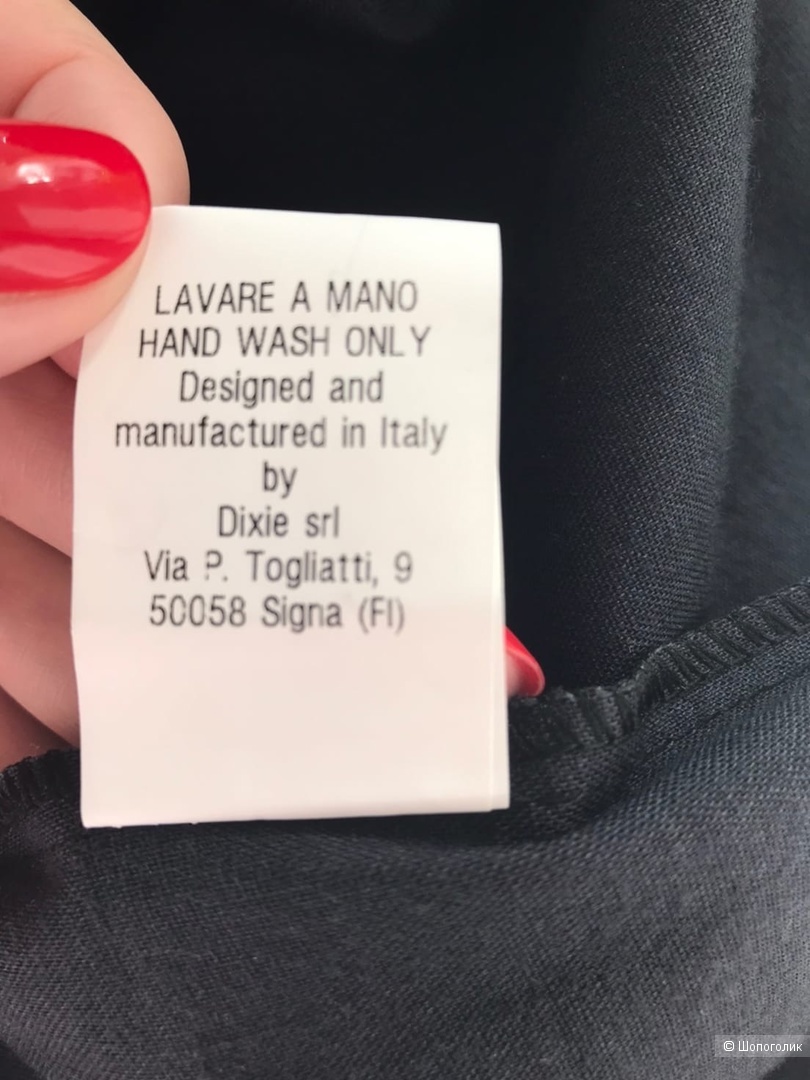 LAVARE A MANO
HAND WASH ONLY
Designed and
manufactured in Italy
by
Dixie srl
Via P. Togliatti, 9
50058 Signa (FI)
© Шопоголик